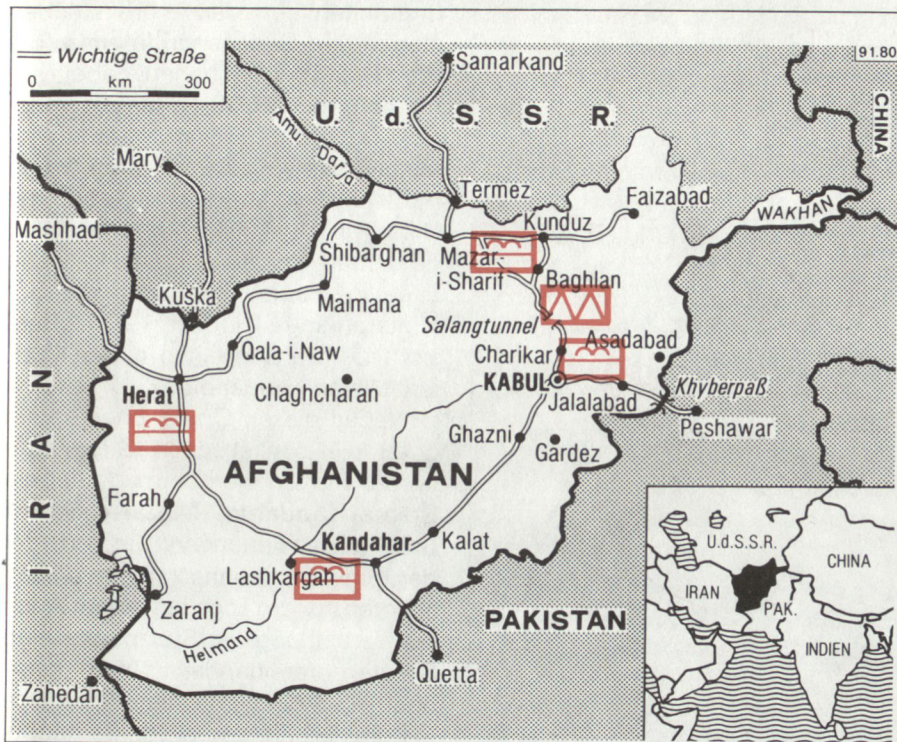 Wichtige Straße
0 km 300
91.80
Samarkand
U. d. S. S. R.
CHINA
Amu Darja
Mary
Termez
Faizabad
WAKHAN
Mashhad
Kunduz
Shibarghan
Mazar-
i-Sharif
Baghlan
Kuška
Maimana
Salangtunnel
Asadabad
Qala-i-Naw
Charikar
Herat
Chaghcharan
KABUL
Khyberpaß
Jalalabad
Peshawar
IRAN
Ghazni
Gardez
AFGHANISTAN
Farah
Kandahar
Kalat
Lashkargah
Zaranj
Helmand
PAKISTAN
Quetta
Zahedan
U.d.S.S.R.
CHINA
IRAN
PAK.
INDIEN